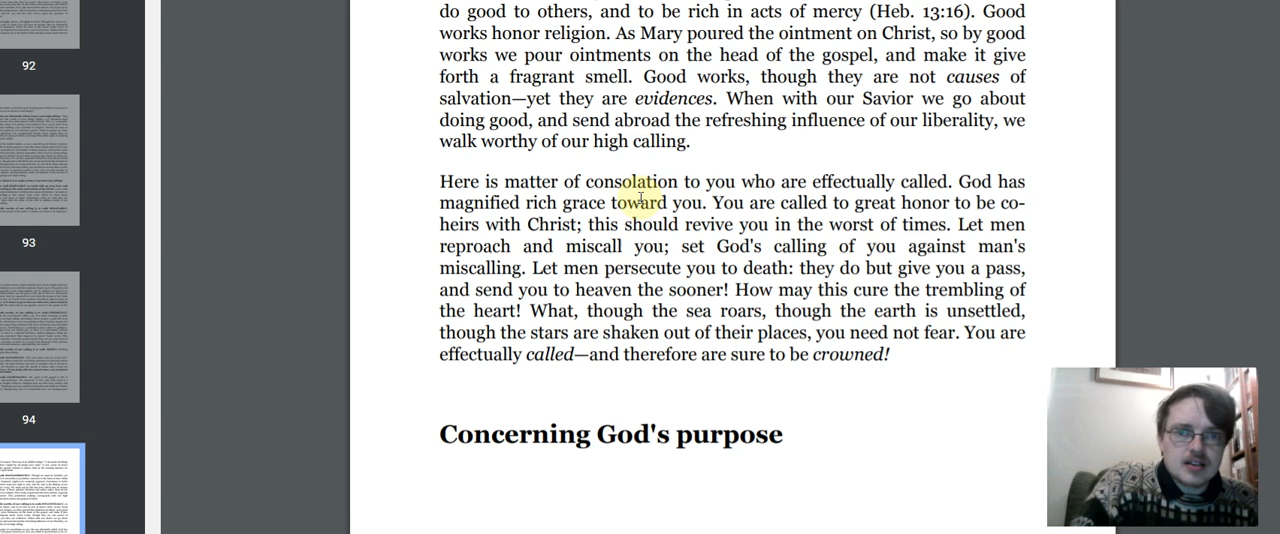 do good to others, and to be rich in acts of mercy (Heb. 13:16). Good
works honor religion. As Mary poured the ointment on Christ, so by good
works we pour ointments on the head of the gospel, and make it give
forth a fragrant smell. Good works, though they are not causes of
salvation—yet they are evidences. When with our Savior we go about
doing good, and send abroad the refreshing influence of our liberality, we
walk worthy of our high calling.
Here is matter of consolation to you who are effectually called. God has
magnified rich grace toward you. You are called to great honor to be co-
heirs with Christ; this should revive you in the worst of times. Let men
reproach and miscall you; set God's calling of you against man's
miscalling. Let men persecute you to death: they do but give you a pass,
and send you to heaven the sooner! How may this cure the trembling of
the heart! What, though the sea roars, though the earth is unsettled,
though the stars are shaken out of their places, you need not fear. You are
effectually called—and therefore are sure to be crowned!
Concerning God's purpose
92
93
94